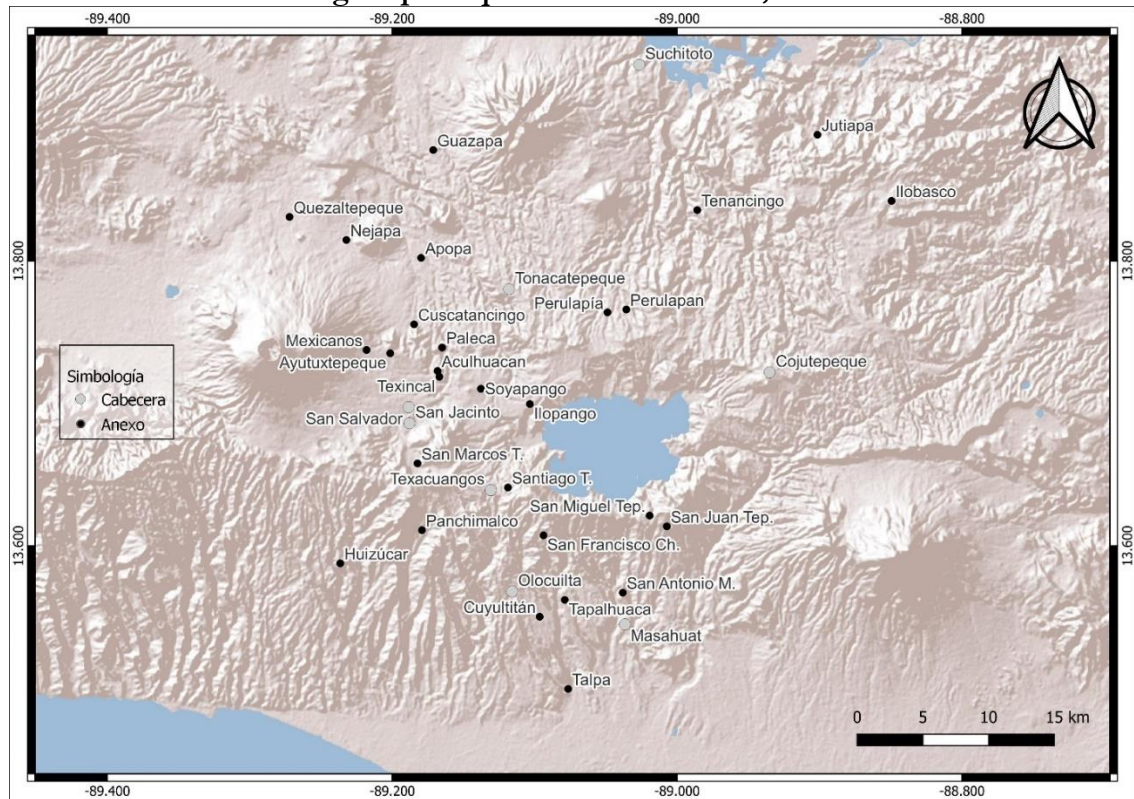 -89.400 -89.200 -89.000 -88.800
Suchitoto
Jutiapa
Guazapa
Ilobasco
Tenancingo
Quezaltepeque
Nejapa
Apopa
13.800 13.800
Tonacatepeque
Perulapía Perulapan
Cuscatancingo
Mexicanos Paleca
Ayutuxtepeque Aculhuacan
Cojutepeque
Simbología
Cabecera
Anexo
Texincal Soyapango
Ilopango
San Jacinto
San Salvador
San Marcos T.
Texacuangos Santiago T.
San Miguel Tep. San Juan Tep.
Panchimalco
San Francisco Ch.
13.600 13.600
Huizúcar
Olocuilta San Antonio M.
Cuyultitán Tapalhuaca
Masahuat
Talpa
0 5 10 15 km
-89.400 -89.200 -89.000 -88.800